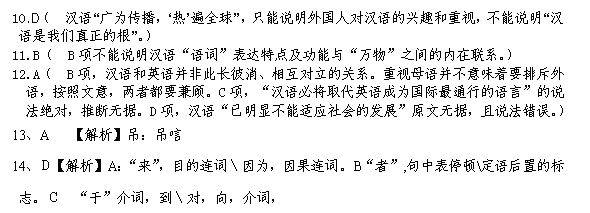 10.D（ 汉语“广为传播，‘热’遍全球”，只能说明外国人对汉语的兴趣和重视，不能说明“汉
语是我们真正的根”。）
11.B（ B项不能说明汉语“语词”表达特点及功能与“万物”之间的内在联系。）
12.A（ B项，汉语和英语并非此长彼消、相互对立的关系。重视母语并不意味着要排斥外
语，按照文意，两者都要兼顾。C项，“汉语必将取代英语成为国际最通行的语言”的说
法绝对，推断无据。D项，汉语“已明显不能适应社会的发展”原文无据，且说法错误。）
13、A 【解析】吊：吊唁
14、D【解析】A：“来”，目的连词＼因为，因果连词。B“者”,句中表停顿\定语后置的标
志。C “于”介词，到＼对，向，介词，